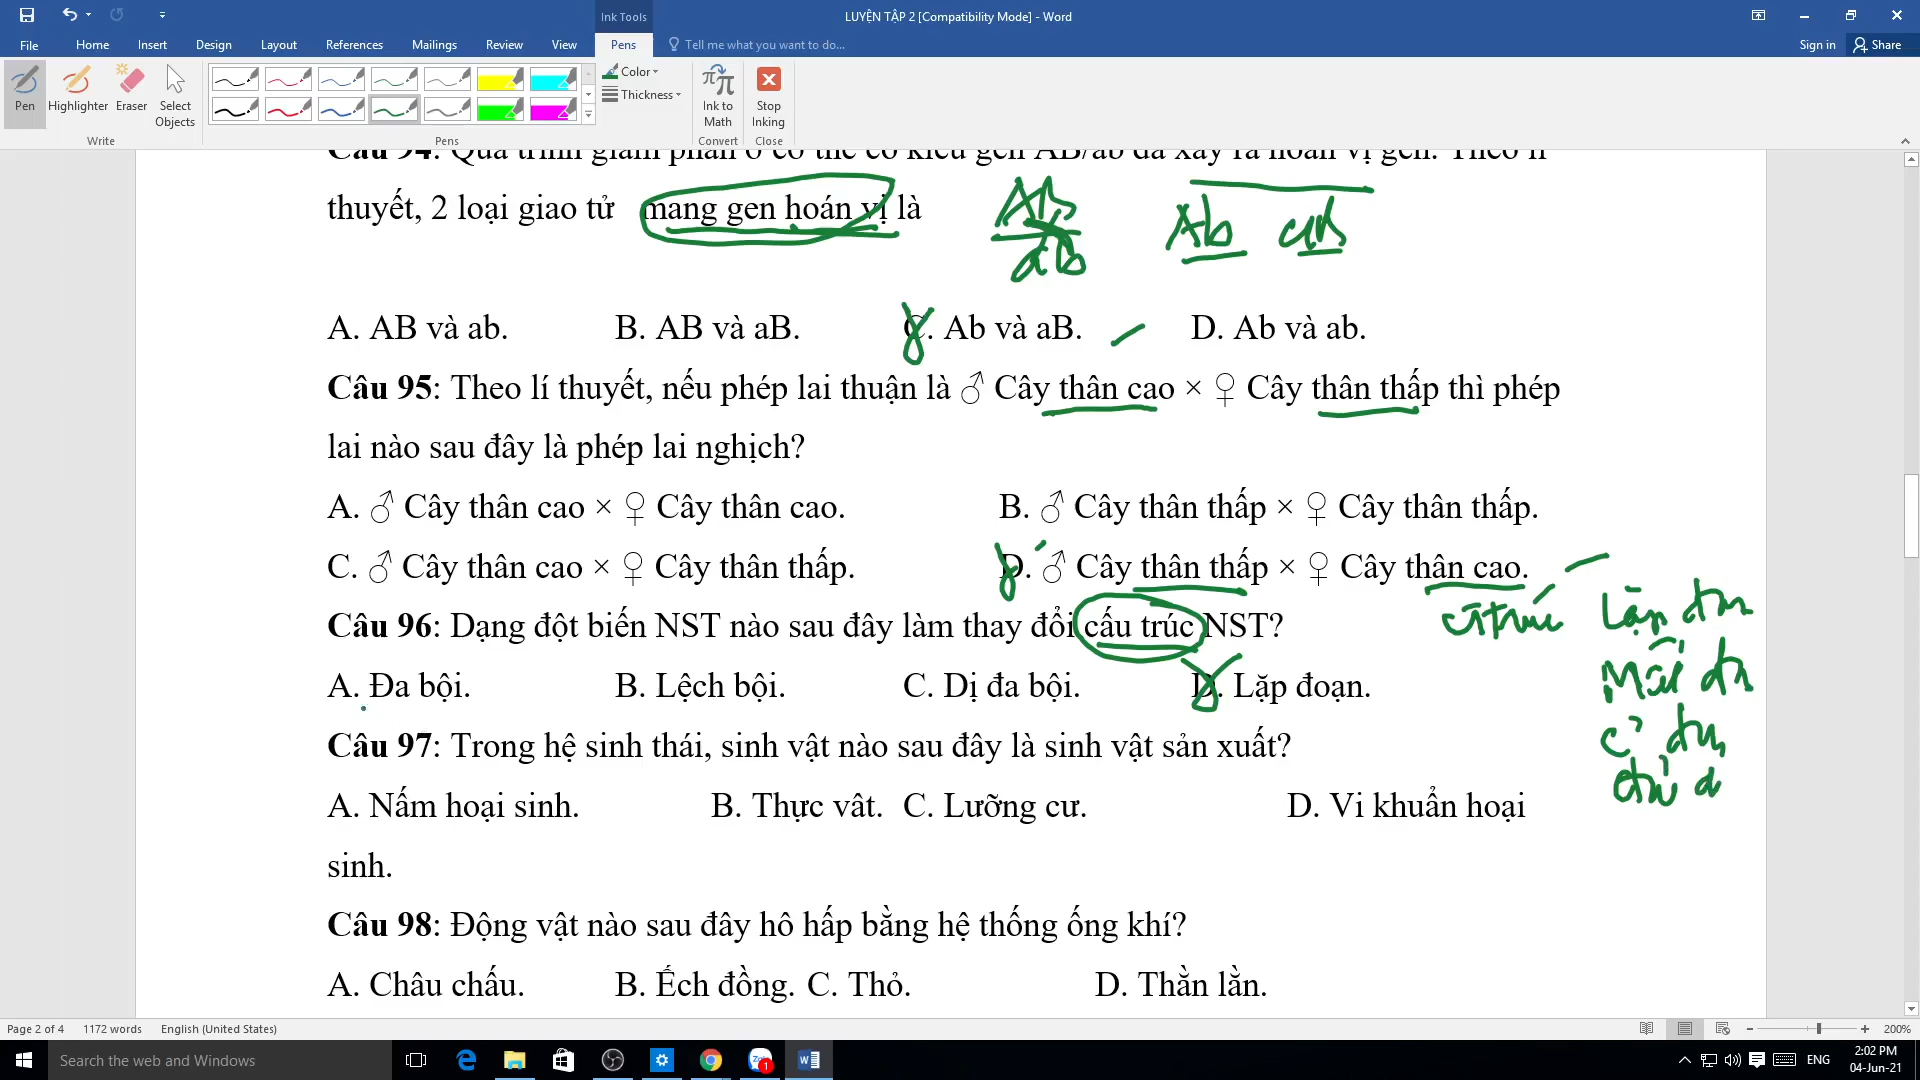 Ink Tools
LUYỆN TẬP 2 [Compatibility Mode] - Word
File Home Insert Design Layout References Mailings Review View Pens Tell me what you want to do... Sign in Share
Pen Highlighter Eraser Select Objects
Color
Thickness
Ink to Math
Stop Inking
Write Pens Convert Close
Câu 94: Quá trình giảm phân ở cơ thể có kiểu gen AB/ab đã xảy ra hoán vị gen. Theo lí
thuyết, 2 loại giao tử mang gen hoán vị là
Ab
A. AB và ab. B. AB và aB. C. Ab và aB. D. Ab và ab.
Câu 95: Theo lí thuyết, nếu phép lai thuận là ♂ Cây thân cao × ♀ Cây thân thấp thì phép
lai nào sau đây là phép lai nghịch?
A. ♂ Cây thân cao × ♀ Cây thân cao. B. ♂ Cây thân thấp × ♀ Cây thân thấp.
C. ♂ Cây thân cao × ♀ Cây thân thấp. D. ♂ Cây thân thấp × ♀ Cây thân cao.
Câu 96: Dạng đột biến NST nào sau đây làm thay đổi cấu trúc NST?
A. Đa bội. B. Lệch bội. C. Dị đa bội. D. Lặp đoạn.
Câu 97: Trong hệ sinh thái, sinh vật nào sau đây là sinh vật sản xuất?
A. Nấm hoại sinh. B. Thực vât. C. Lưỡng cư. D. Vi khuẩn hoại
sinh.
Câu 98: Động vật nào sau đây hô hấp bằng hệ thống ống khí?
A. Châu chấu. B. Ếch đồng. C. Thỏ. D. Thằn lằn.
Page 2 of 4 1172 words English (United States) 200%
Search the web and Windows
ENG
2:02 PM
04-Jun-21